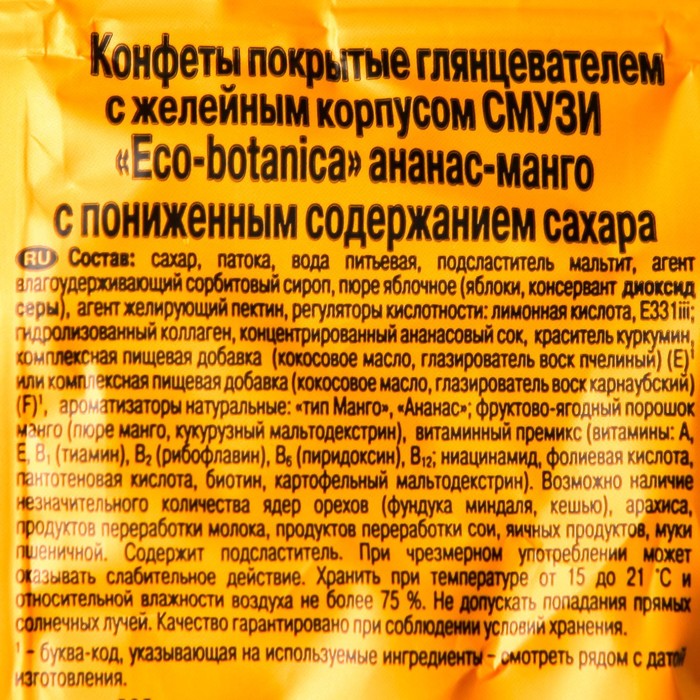 Конфеты покрытые глянцевателем
с желейным корпусом СМУЗИ
«Eco-botanica» ананас-манго
с пониженным содержанием сахара
RU Состав: сахар, патока, вода питьевая, подсластитель мальтит, агент
влагоудерживающий сорбитовый сироп, пюре яблочное (яблоки, консервант диоксид
серы), агент желирующий пектин, регуляторы кислотности: лимонная кислота, E331iii;
гидролизованный коллаген, концентрированный ананасовый сок, краситель куркумин,
комплексная пищевая добавка (кокосовое масло, глазирователь воск пчелиный) (E)¹
или комплексная пищевая добавка (кокосовое масло, глазирователь воск карнаубский)
(F)¹, ароматизаторы натуральные: «тип Манго», «Ананас»; фруктово-ягодный порошок
манго (пюре манго, кукурузный мальтодекстрин), витаминный премикс (витамины: A,
E, B₁ (тиамин), B₂ (рибофлавин), B₆ (пиридоксин), B₁₂; ниацинамид, фолиевая кислота,
пантотеновая кислота, биотин, картофельный мальтодекстрин). Возможно наличие
незначительного количества ядер орехов (фундука миндаля, кешью), арахиса,
продуктов переработки молока, продуктов переработки сои, яичных продуктов, муки
пшеничной. Содержит подсластитель. При чрезмерном употреблении может
оказывать слабительное действие. Хранить при температуре от 15 до 21 °C и
относительной влажности воздуха не более 75 %. Не допускать попадания прямых
солнечных лучей. Качество гарантировано при соблюдении условий хранения.
¹ - буква-код, указывающая на используемые ингредиенты - смотреть рядом с датой
изготовления.